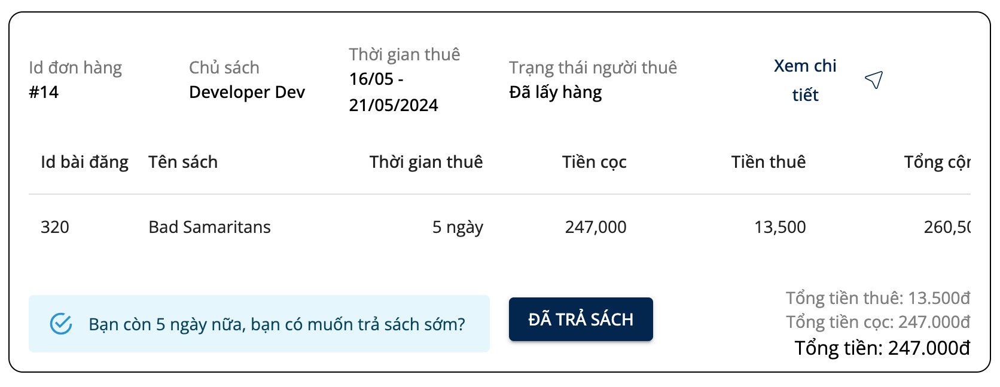 Id đơn hàng
#14
Chủ sách
Developer Dev
Thời gian thuê
16/05 -
21/05/2024
Trạng thái người thuê
Đã lấy hàng
Xem chi
tiết
Id bài đăng Tên sách Thời gian thuê Tiền cọc Tiền thuê Tổng cộn
320 Bad Samaritans 5 ngày 247,000 13,500 260,50
Bạn còn 5 ngày nữa, bạn có muốn trả sách sớm?
ĐÃ TRẢ SÁCH
Tổng tiền thuê: 13.500đ
Tổng tiền cọc: 247.000đ
Tổng tiền: 247.000đ